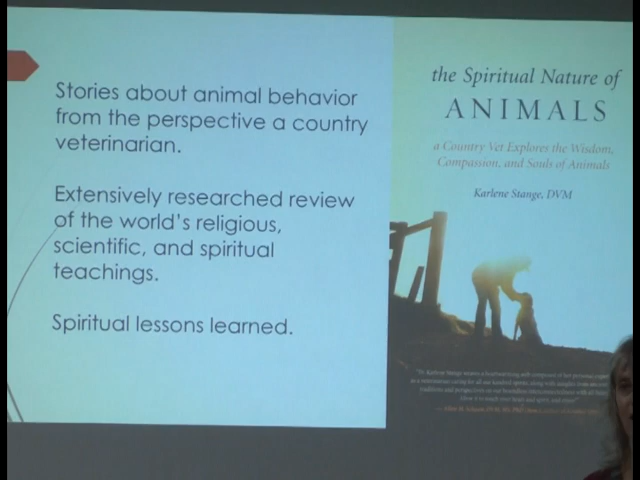 Stories about animal behavior
from the perspective a country
veterinarian.
Extensively researched review
of the world's religious,
scientific, and spiritual
teachings.
Spiritual lessons learned.
the Spiritual Nature of
ANIMALS
a Country Vet Explores the Wisdom,
Compassion, and Souls of Animals
Karlene Stange, DVM